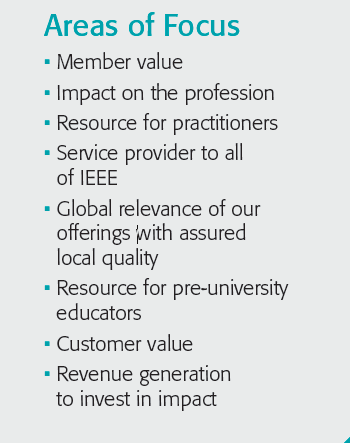 Areas of Focus
▪ Member value
▪ Impact on the profession
▪ Resource for practitioners
▪ Service provider to all
of IEEE
▪ Global relevance of our
offerings with assured
local quality
▪ Resource for pre-university
educators
▪ Customer value
▪ Revenue generation
to invest in impact